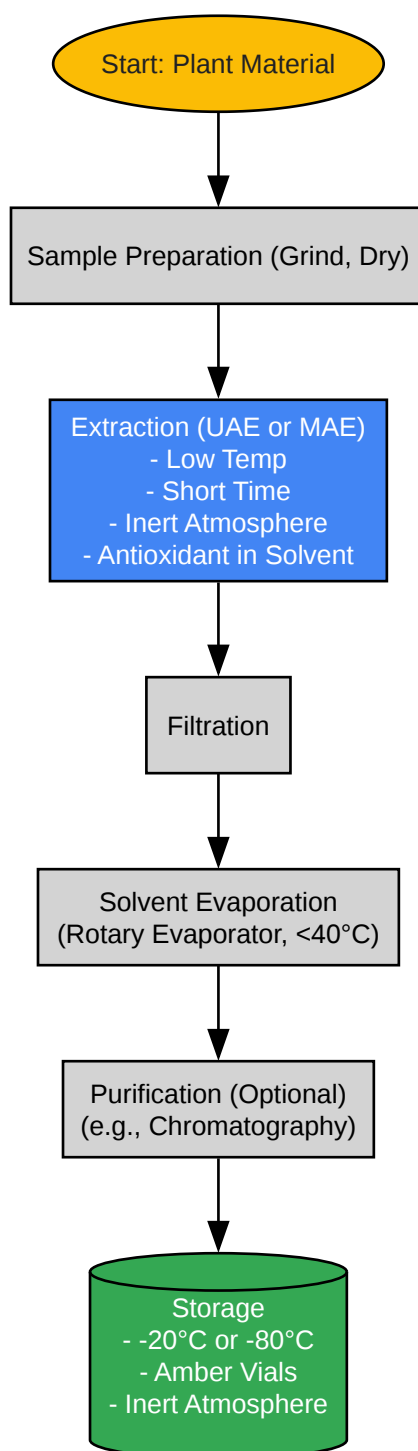 Start: Plant Material
Sample Preparation (Grind, Dry)
Extraction (UAE or MAE)
- Low Temp
- Short Time
- Inert Atmosphere
- Antioxidant in Solvent
Filtration
Solvent Evaporation
(Rotary Evaporator, <40°C)
Purification (Optional)
(e.g., Chromatography)
Storage
- -20°C or -80°C
- Amber Vials
- Inert Atmosphere